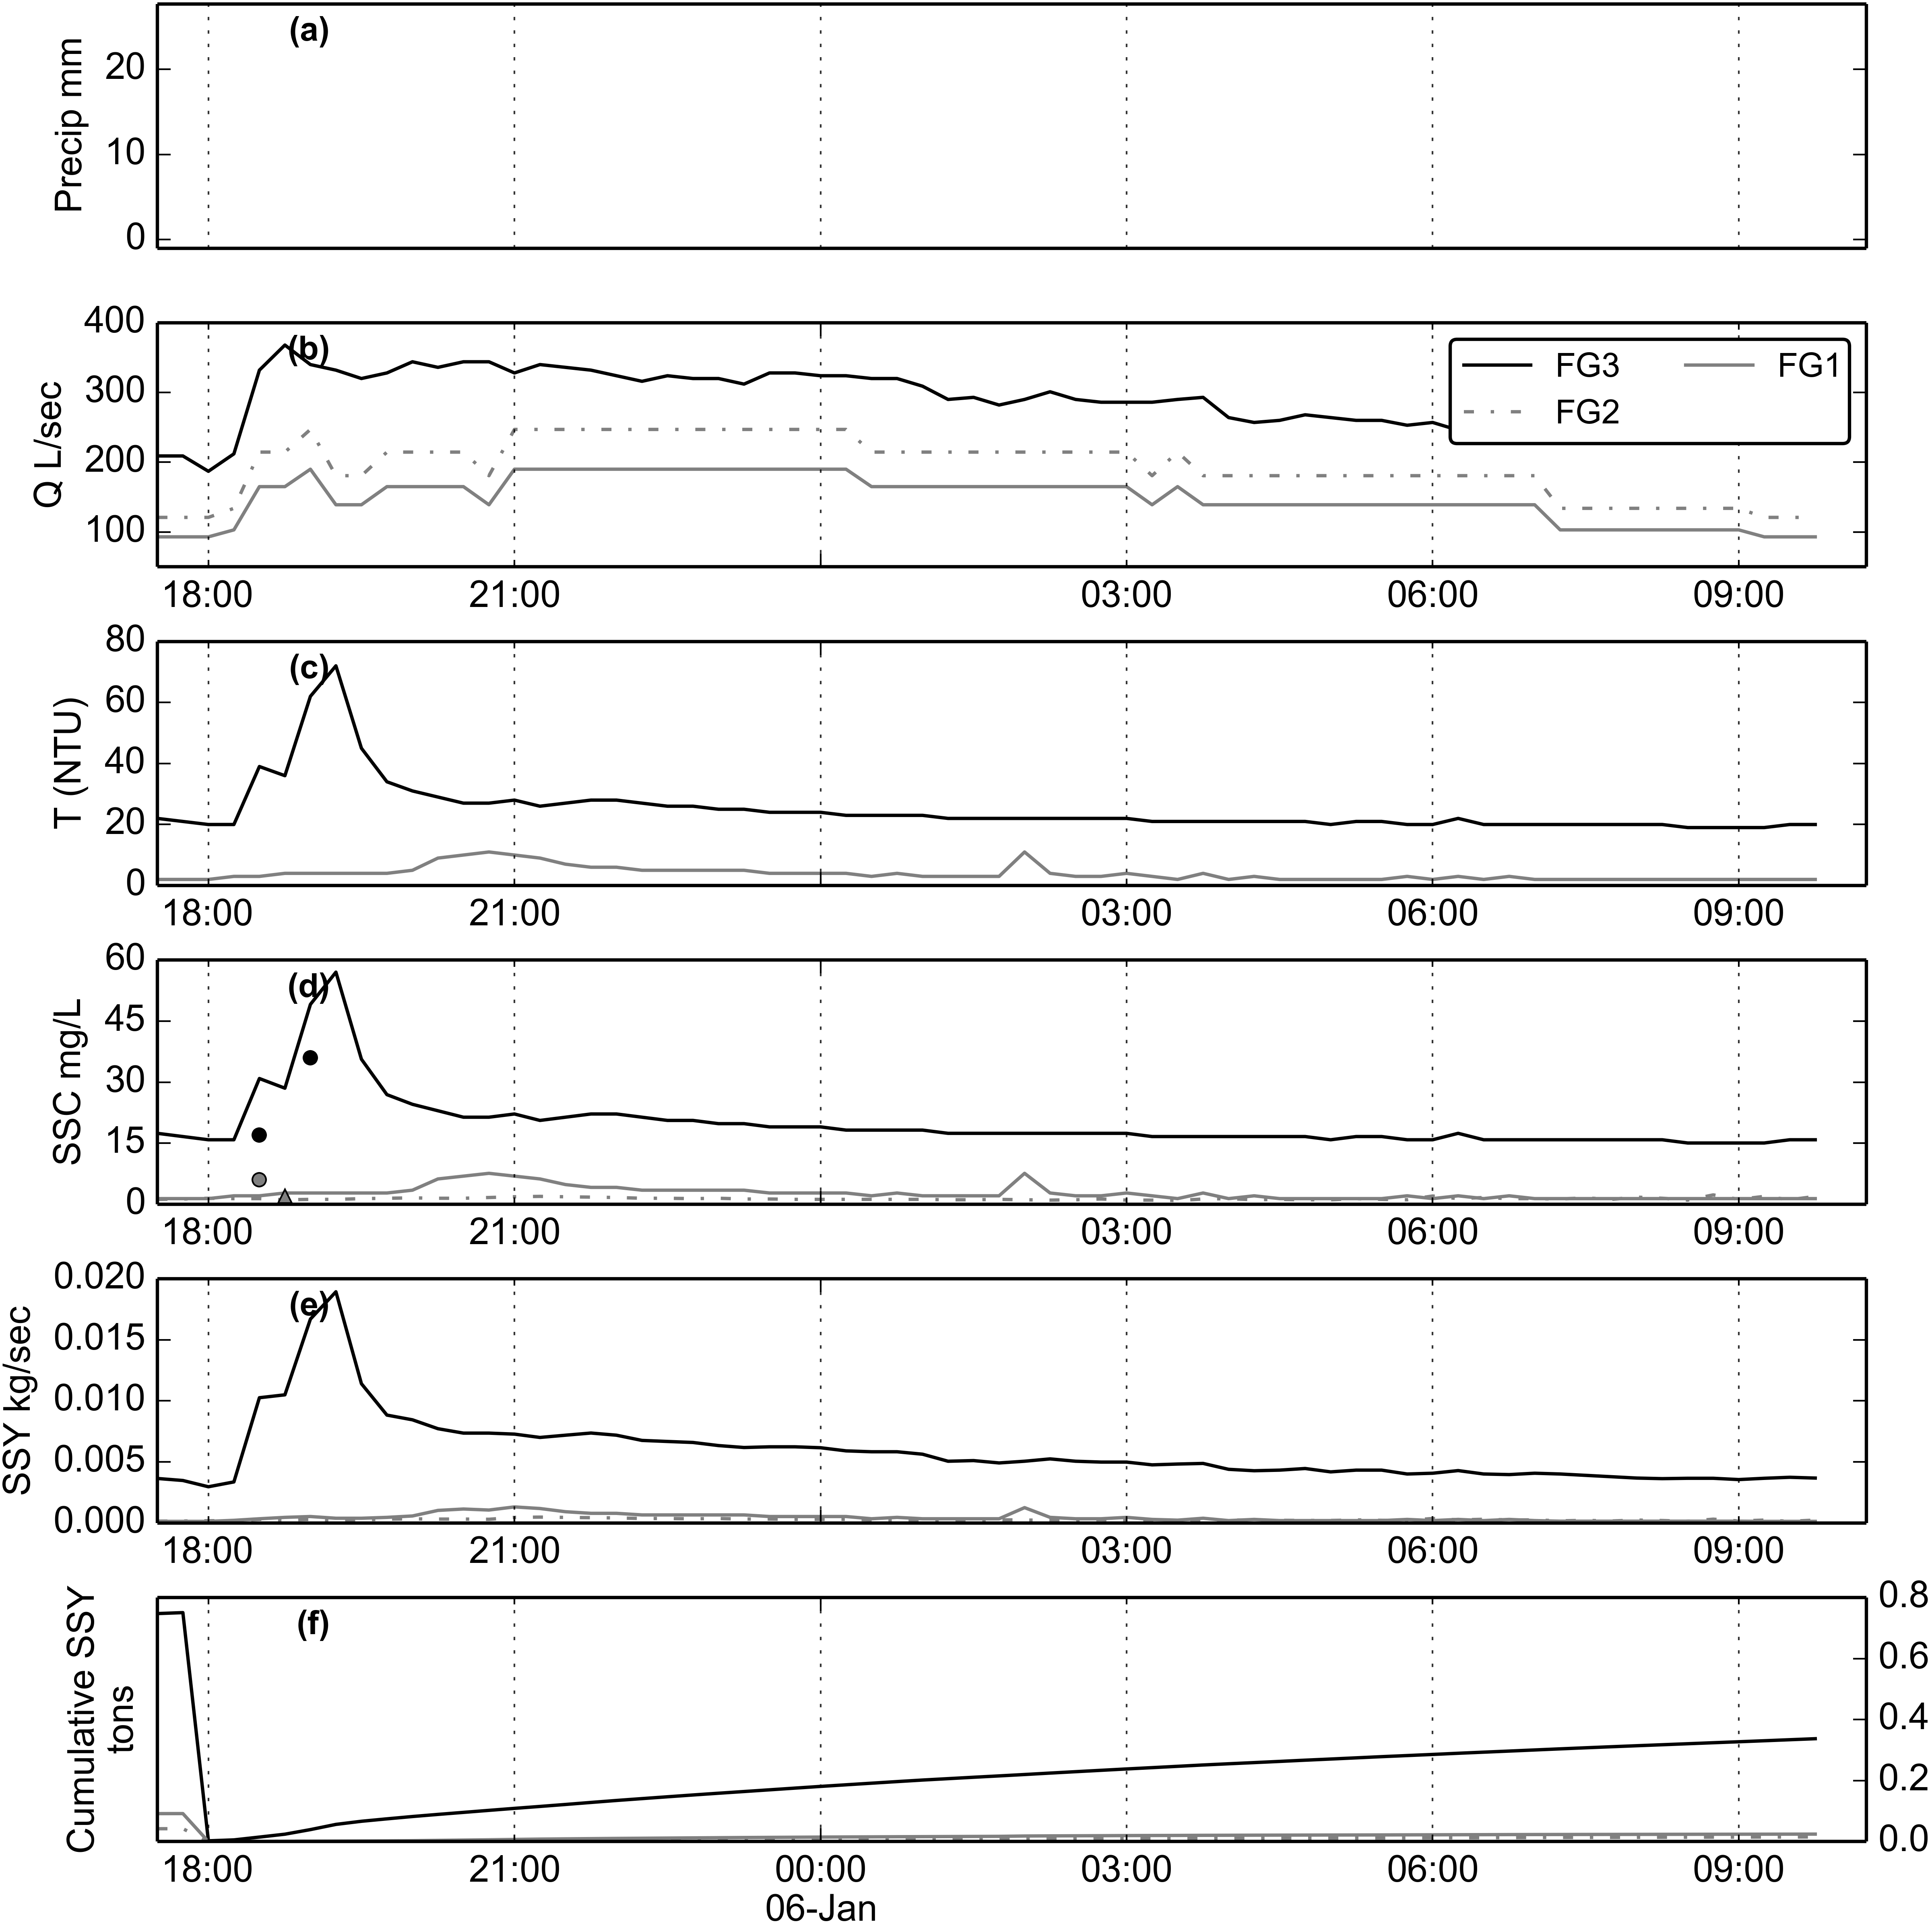 (a)
Precip mm
20
10
0
(b)
Q L/sec
400
300
200
100
FG3 FG1
FG2
18:00 21:00 03:00 06:00 09:00
(c)
T (NTU)
80
60
40
20
0
18:00 21:00 03:00 06:00 09:00
(d)
SSC mg/L
60
45
30
15
0
18:00 21:00 03:00 06:00 09:00
(e)
SSY kg/sec
0.020
0.015
0.010
0.005
0.000
18:00 21:00 03:00 06:00 09:00
(f)
Cumulative SSY
tons
0.8
0.6
0.4
0.2
0.0
18:00 21:00 00:00 03:00 06:00 09:00
06-Jan